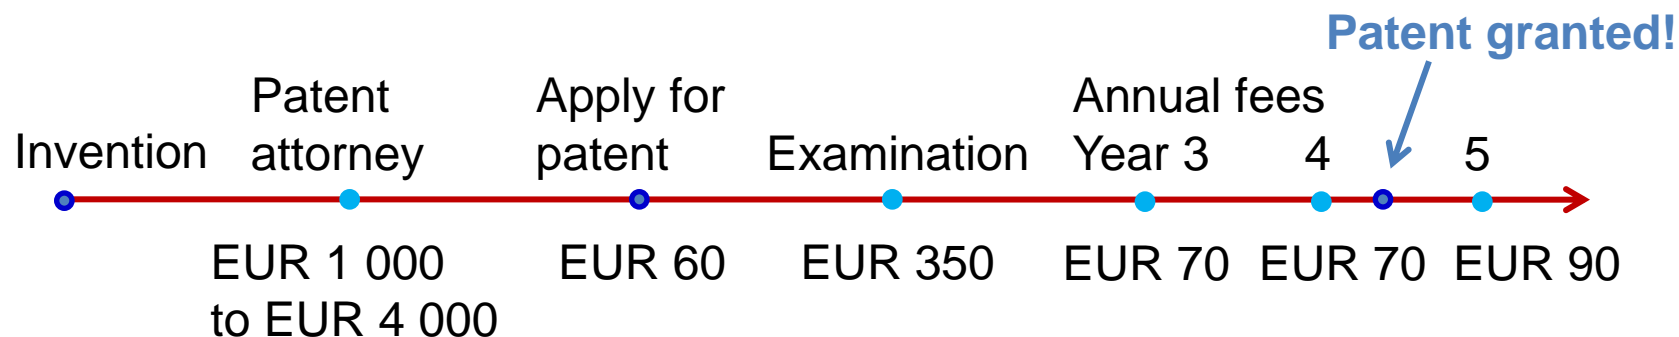 Patent granted!
Invention
Patent
attorney
Apply for
patent
Examination
Annual fees
Year 3
4
5
EUR 1 000
to EUR 4 000
EUR 60
EUR 350
EUR 70
EUR 70
EUR 90